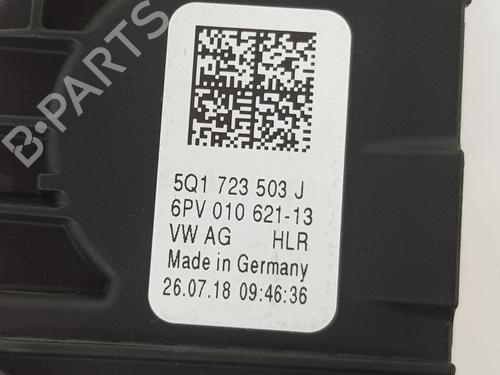 B-PARTS
5Q1 723 503 J
6PV 010 621-13
VW AG HLR
Made in Germany
26.07.18 09:46:36